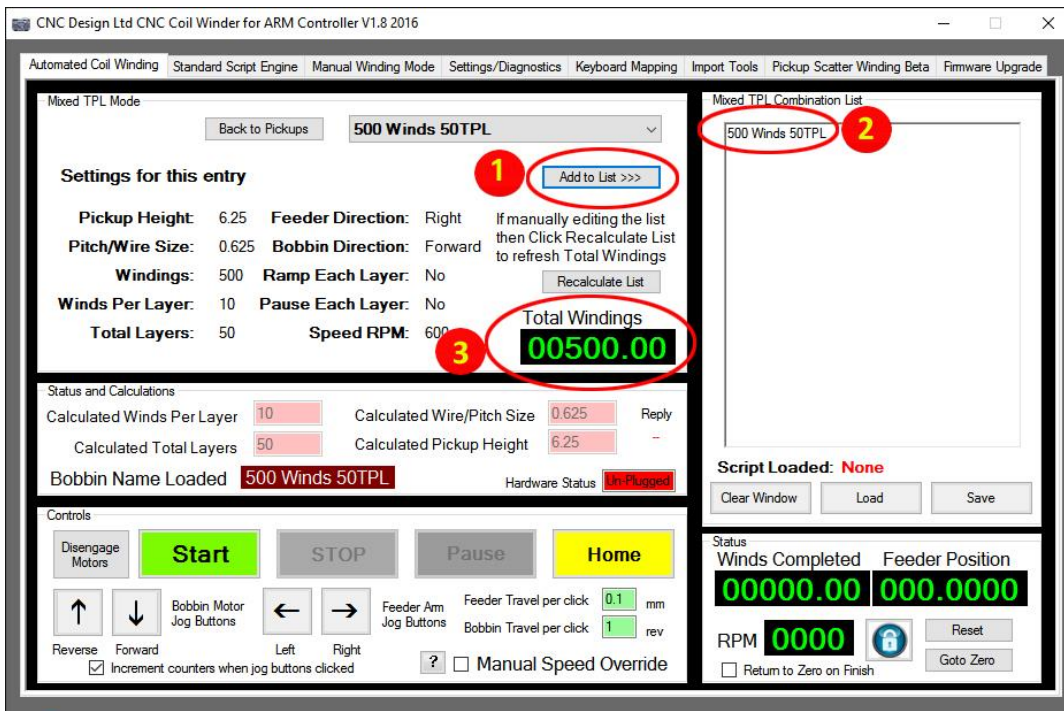 CNC Design Ltd CNC Coil Winder for ARM Controller V1.8 2016
Automated Coil Winding Standard Script Engine Manual Winding Mode Settings/Diagnostics Keyboard Mapping Import Tools Pickup Scatter Winding Beta Firmware Upgrade
Mixed TPL Mode
Back to Pickups 500 Winds 50TPL
Settings for this entry
1 Add to List >>>
Pickup Height: 6.25 Feeder Direction: Right
Pitch/Wire Size: 0.625 Bobbin Direction: Forward
Windings: 500 Ramp Each Layer: No
Winds Per Layer: 10 Pause Each Layer: No
Total Layers: 50 Speed RPM: 600
If manually editing the list
then Click Recalculate List
to refresh Total Windings
Recalculate List
Total Windings
3 00500.00
Mixed TPL Combination List
500 Winds 50TPL 2
Script Loaded: None
Clear Window Load Save
Status and Calculations
Calculated Winds Per Layer 10 Calculated Wire/Pitch Size 0.625 Reply
Calculated Total Layers 50 Calculated Pickup Height 6.25 --
Bobbin Name Loaded 500 Winds 50TPL Hardware Status Un-Plugged
Controls
Disengage
Motors
Start STOP Pause Home
Bobbin Motor
Jog Buttons
Feeder Arm
Jog Buttons
Feeder Travel per click 0.1 mm
Bobbin Travel per click 1 rev
Reverse Forward Left Right
Increment counters when jog buttons clicked ? Manual Speed Override
Status
Winds Completed Feeder Position
00000.00 000.0000
RPM 0000 Reset
Goto Zero
Return to Zero on Finish